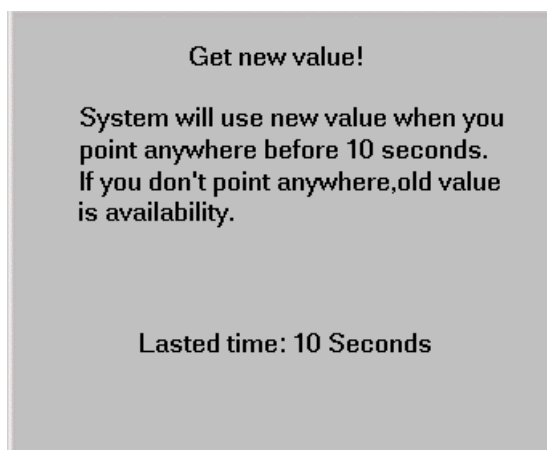 Get new value!
System will use new value when you
point anywhere before 10 seconds.
If you don't point anywhere,old value
is availability.
Lasted time: 10 Seconds